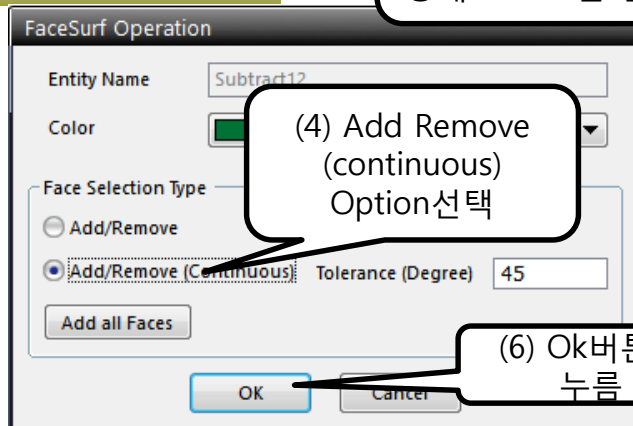 FaceSurf Operation
Entity Name
Subtract12
Color
(4) Add Remove
(continuous)
Option선택
Face Selection Type
Add/Remove
Add/Remove (Continuous)
Tolerance (Degree)
45
Add all Faces
(6) Ok버튼
누름
OK
Cancel